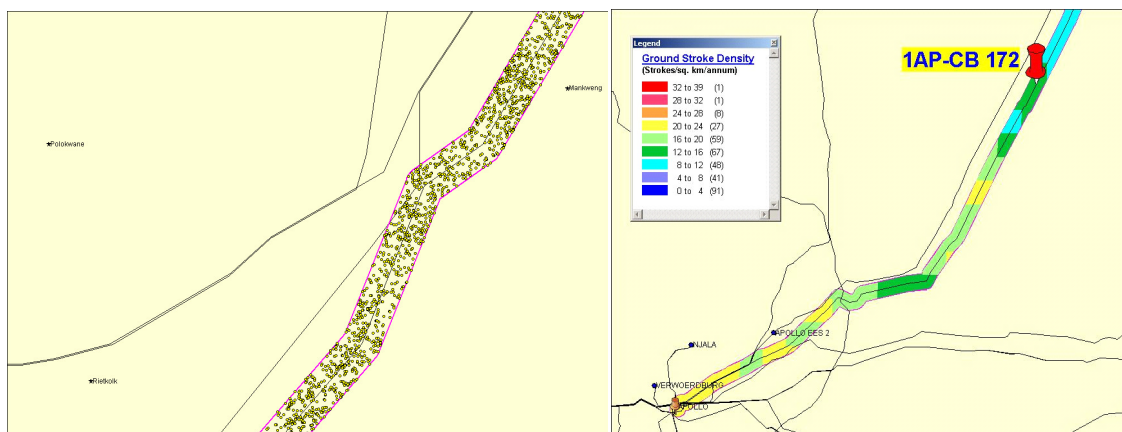 Mankweng
Polokwane
Rietkolk
Legend
Ground Stroke Density
(Strokes/sq. km/annum)
32 to 39 (1)
28 to 32 (1)
24 to 28 (8)
20 to 24 (27)
16 to 20 (59)
12 to 16 (67)
8 to 12 (48)
4 to 8 (41)
0 to 4 (91)
1AP-CB 172
APOLLO EES 2
NJALA
VERWOERDBURG
APOLLO